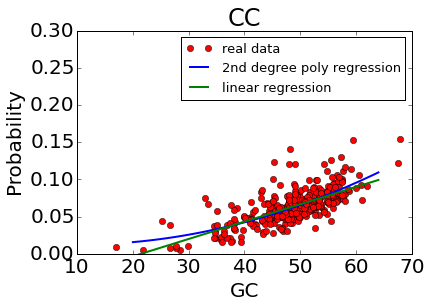 CC
0.30
0.25
0.20
0.15
0.10
0.05
0.00
Probability
real data
2nd degree poly regression
linear regression
10 20 30 40 50 60 70
GC